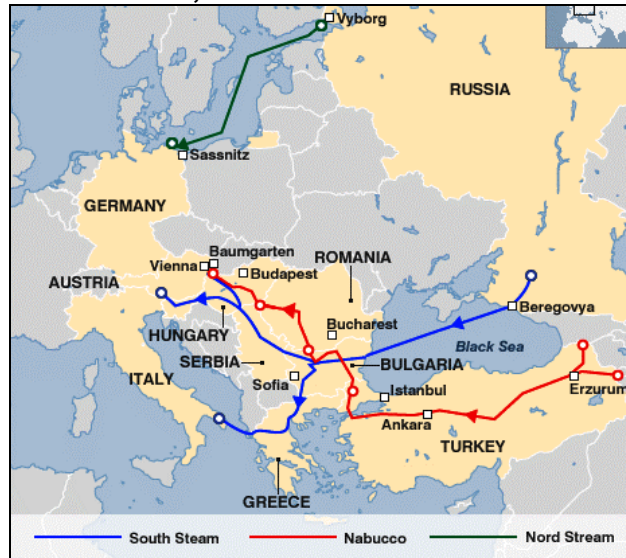 Vyborg
RUSSIA
Sassnitz
GERMANY
Baumgarten
Vienna
ROMANIA
Budapest
AUSTRIA
Beregovya
Bucharest
HUNGARY
Black Sea
SERBIA
BULGARIA
ITALY
Sofia
Istanbul
Erzurum
Ankara
TURKEY
GREECE
South Steam
Nabucco
Nord Stream